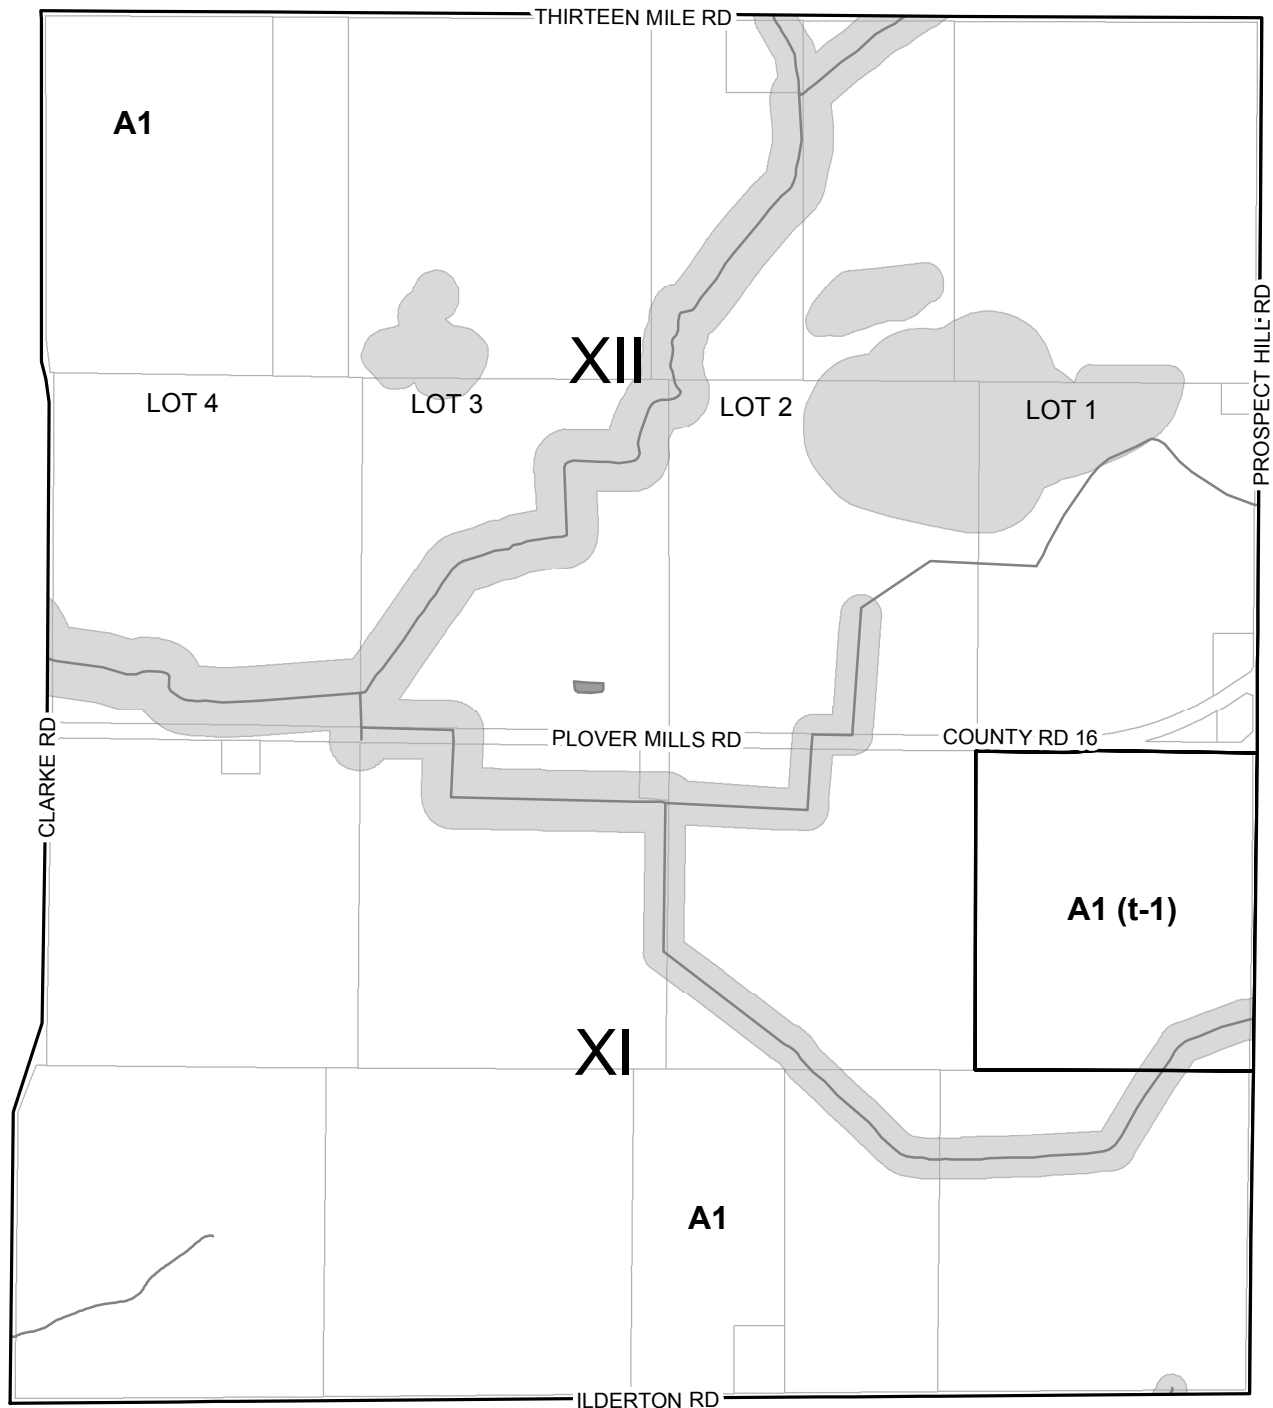 THIRTEEN MILE RD
A1
PROSPECT HILL RD
XII
LOT 4
LOT 3
LOT 2
LOT 1
CLARKE RD
PLOVER MILLS RD
COUNTY RD 16
A1 (t-1)
XI
A1
ILDERTON RD